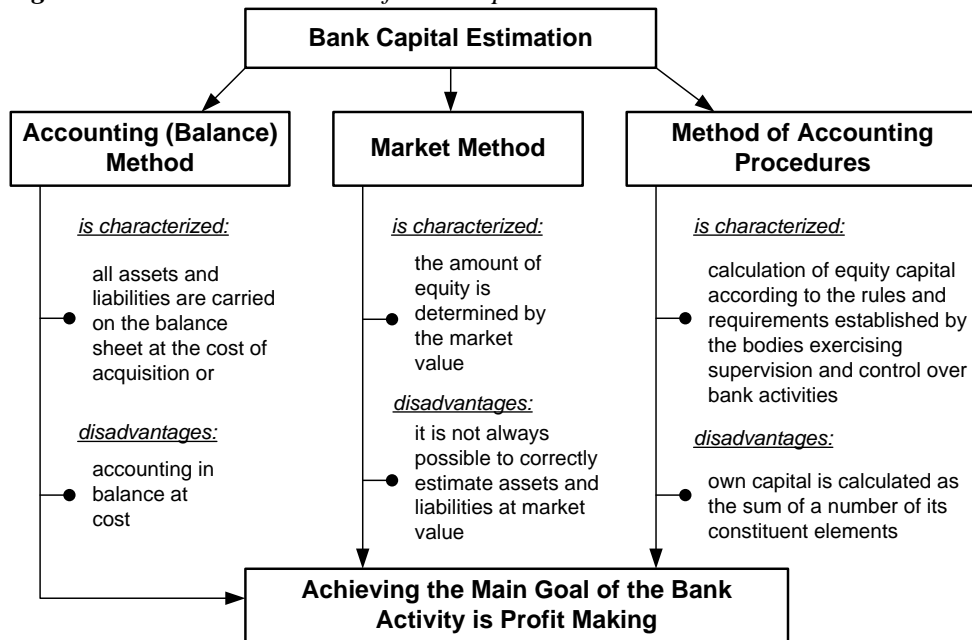 Bank Capital Estimation
Accounting (Balance)
Method
Market Method
Method of Accounting
Procedures
is characterized:
all assets and
liabilities are carried
on the balance
sheet at the cost of
acquisition or
disadvantages:
accounting in
balance at
cost
is characterized:
the amount of
equity is
determined by
the market
value
disadvantages:
it is not always
possible to correctly
estimate assets and
liabilities at market
value
is characterized:
calculation of equity capital
according to the rules and
requirements established by
the bodies exercising
supervision and control over
bank activities
disadvantages:
own capital is calculated as
the sum of a number of its
constituent elements
Achieving the Main Goal of the Bank
Activity is Profit Making